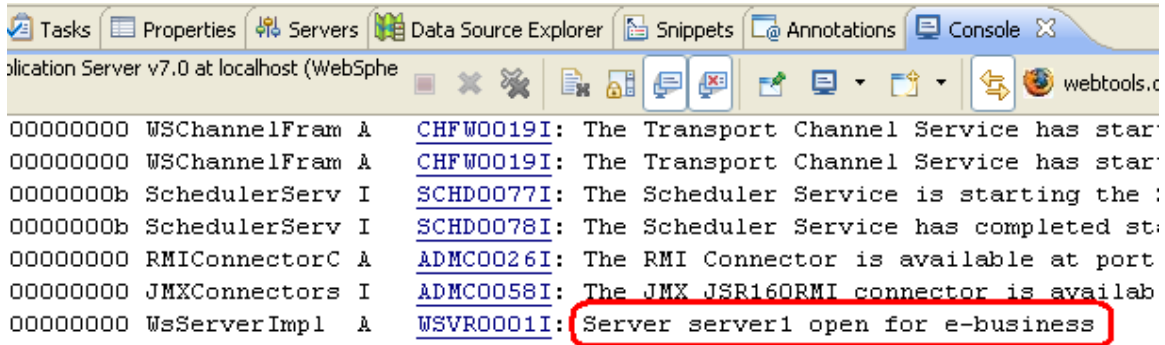 Tasks Properties Servers Data Source Explorer Snippets Annotations Console
plication Server v7.0 at localhost (WebSphe webtools.
00000000 WSChannelFram A CHFW0019I: The Transport Channel Service has star
00000000 WSChannelFram A CHFW0019I: The Transport Channel Service has star
0000000b SchedulerServ I SCHD0077I: The Scheduler Service is starting the
0000000b SchedulerServ I SCHD0078I: The Scheduler Service has completed sta
00000000 RMIConnectorC A ADMC0026I: The RMI Connector is available at port
00000000 JMXConnectors I ADMC0058I: The JMX JSR160RMI connector is availab
00000000 WsServerImpl A WSVR0001I: Server server1 open for e-business